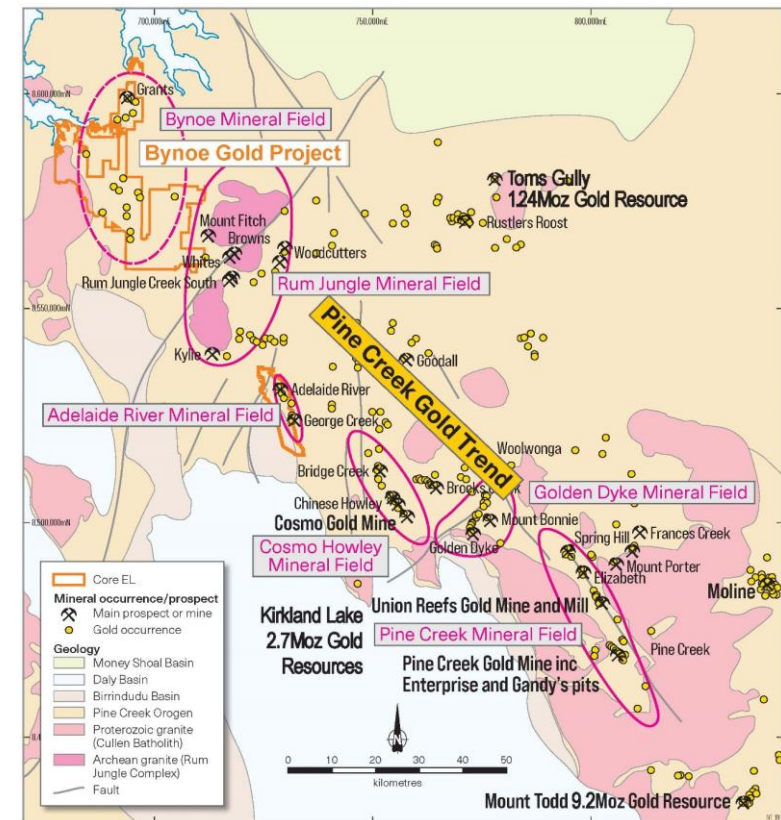 700,000mE
750,000mE
800,000mE
8,600,000mN
Grants
Bynoe Mineral Field
Bynoe Gold Project
Toms Gully
1.24Moz Gold Resource
Rustlers Roost
Mount Fitch
Browns
Whites
Woodcutters
Rum Jungle Creek South
Rum Jungle Mineral Field
8,550,000mN
Pine Creek Gold Trend
Kylie
Goodall
Adelaide River
Adelaide River Mineral Field
George Creek
Woolwonga
Bridge Creek
Golden Dyke Mineral Field
Chinese Howley
Mount Bonnie
Cosmo Gold Mine
8,500,000mN
Spring Hill
Frances Creek
Golden Dyke
Cosmo Howley
Mineral Field
Mount Porter
Elizabeth
Moline
Union Reefs Gold Mine and Mill
Kirkland Lake
2.7Moz Gold
Resources
Pine Creek Mineral Field
Pine Creek
Pine Creek Gold Mine inc
Enterprise and Gandy's pits
Core EL
Mineral occurrence/prospect
Main prospect or mine
Gold occurrence
Geology
Money Shoal Basin
Daly Basin
Birrindudu Basin
Pine Creek Orogen
Proterozoic granite
(Cullen Batholith)
Archean granite (Rum
Jungle Complex)
Fault
N
0 10 20 30 40 50
kilometres
Mount Todd 9.2Moz Gold Resource